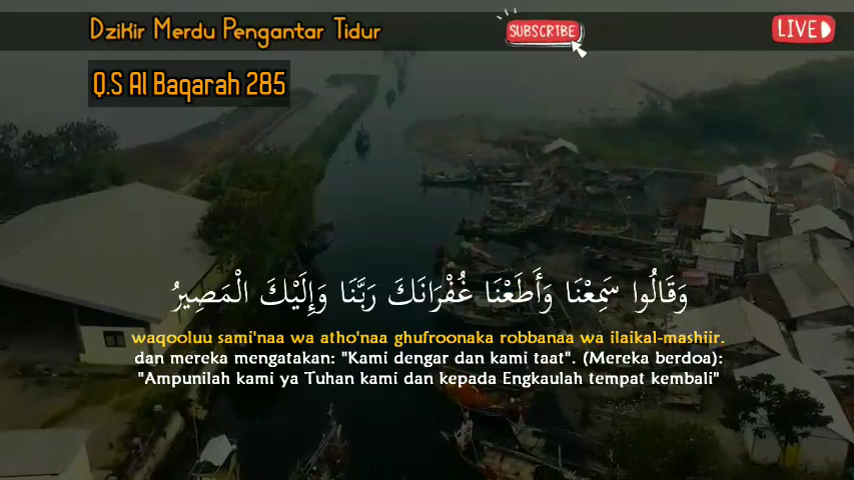 Dzikir Merdu Pengantar Tidur
SUBSCRIBE
LIVE
Q.S Al Baqarah 285
وَقَالُوا سَمِعْنَا وَأَطَعْنَا غُفْرَانَكَ رَبَّنَا وَإِلَيْكَ الْمَصِيرُ
waqooluu sami'naa wa atho'naa ghufroonaka robbanaa wa ilaikal-mashiir.
dan mereka mengatakan: "Kami dengar dan kami taat". (Mereka berdoa):
"Ampunilah kami ya Tuhan kami dan kepada Engkaulah tempat kembali"